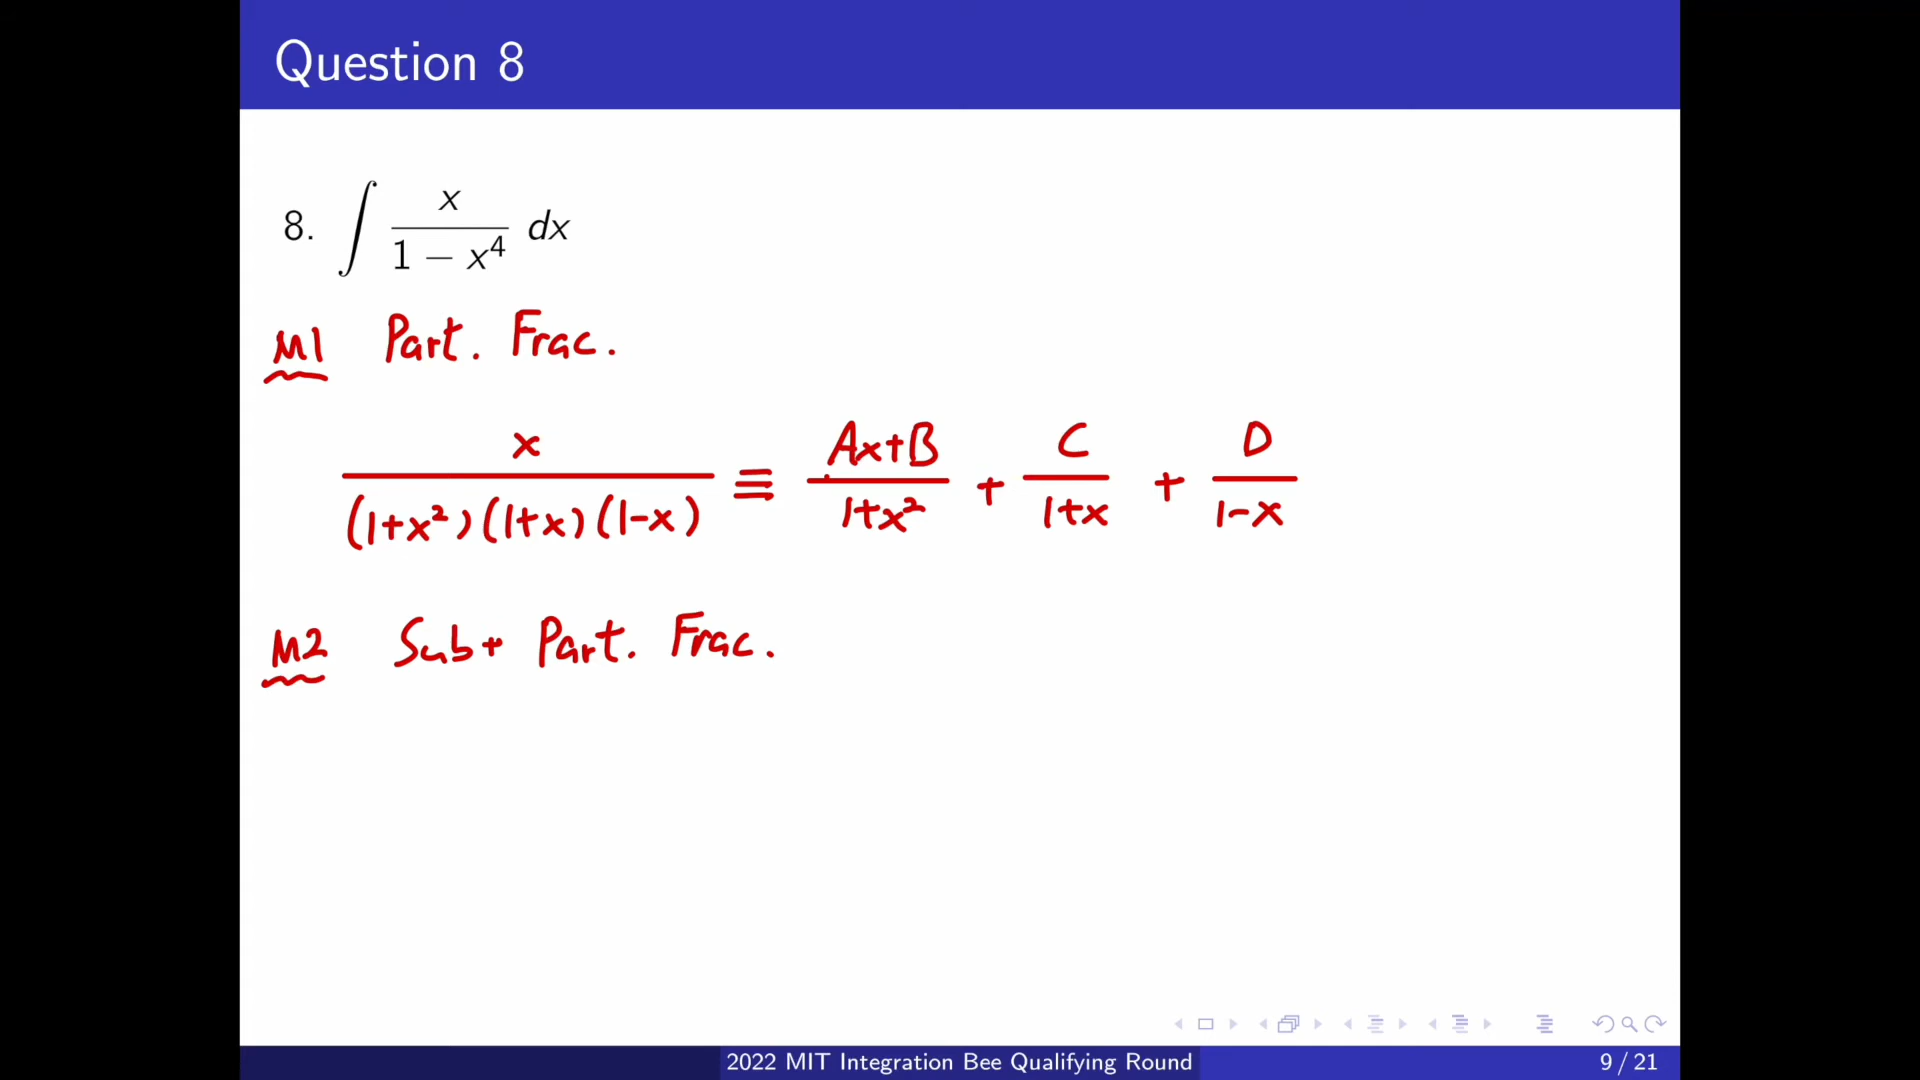 Question 8
8. ∫ x / (1 − x⁴) dx
M1 Part. Frac.
x / ((1+x²)(1+x)(1-x)) ≡ (Ax+B) / (1+x²) + C / (1+x) + D / (1-x)
M2 Sub + Part. Frac.
2022 MIT Integration Bee Qualifying Round 9 / 21